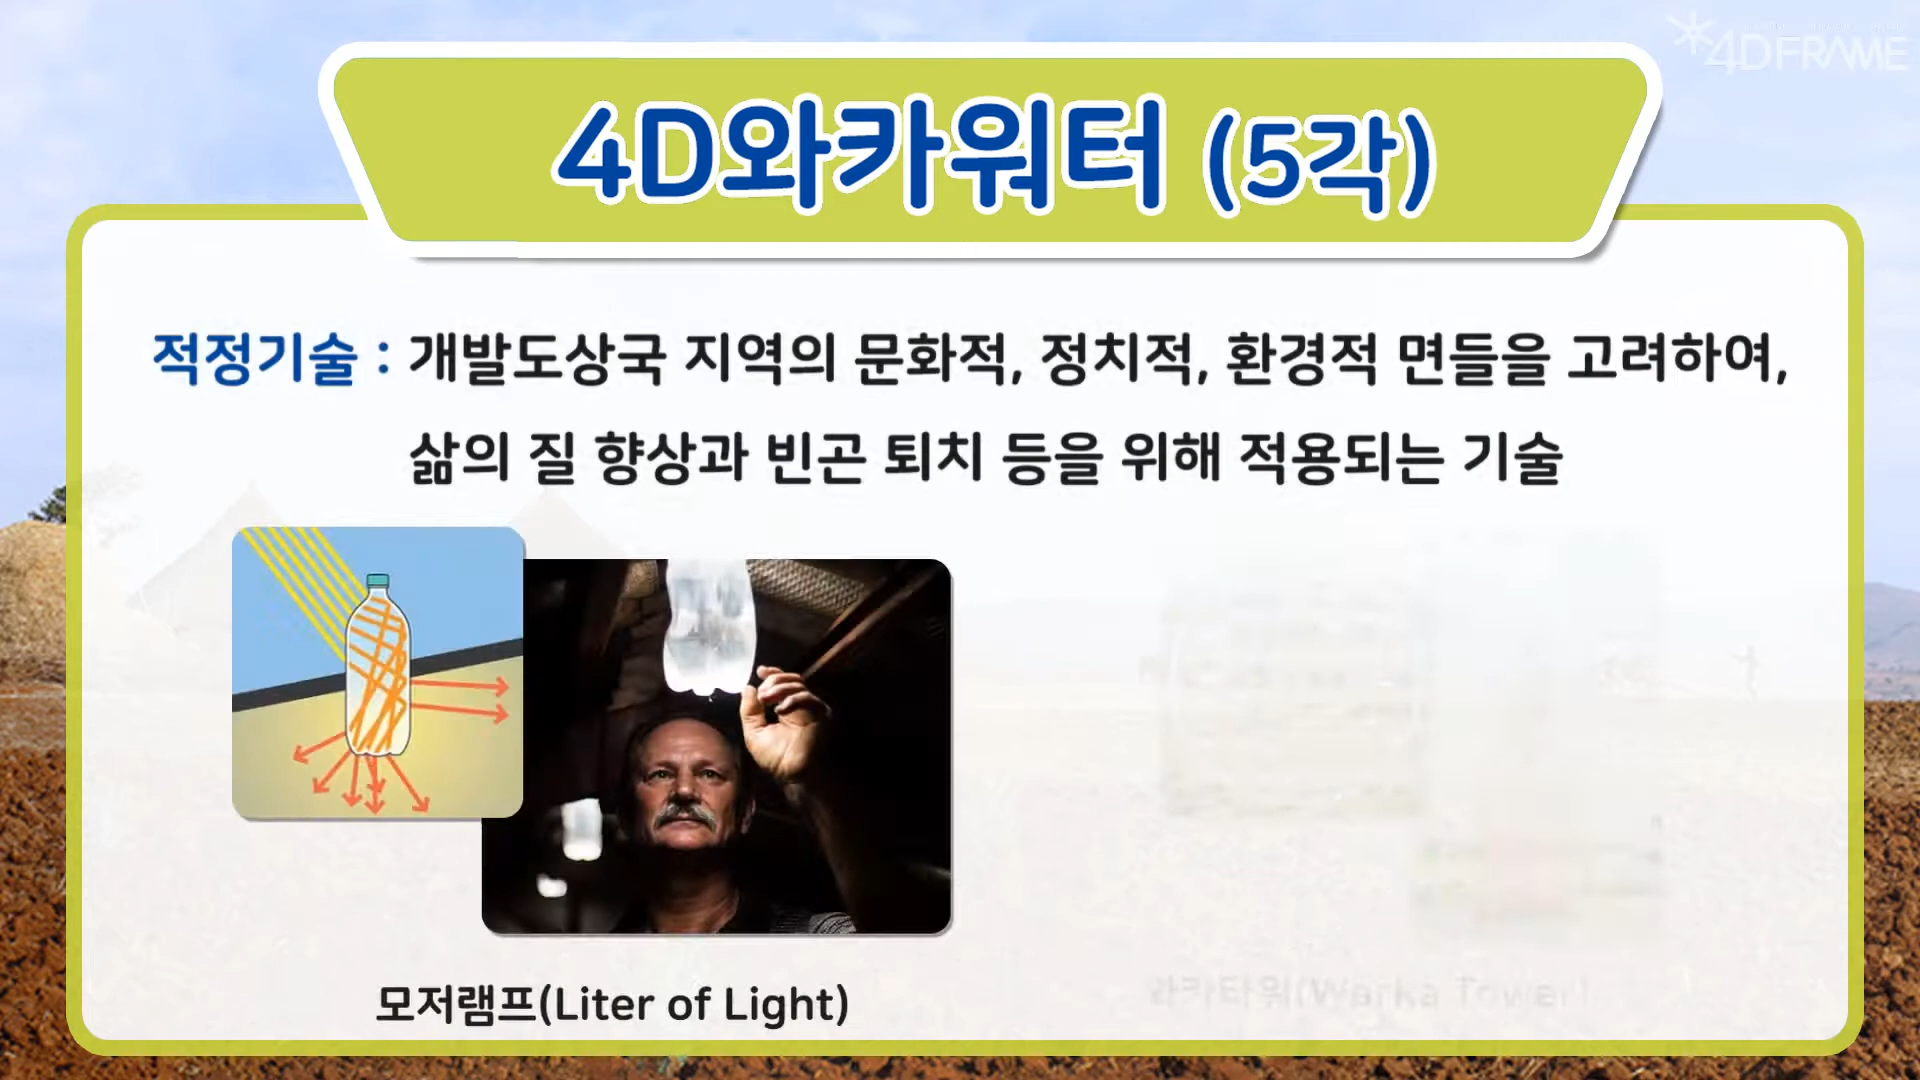 4DFRAME
4D와카워터 (5각)
적정기술 : 개발도상국 지역의 문화적, 정치적, 환경적 면들을 고려하여,
삶의 질 향상과 빈곤 퇴치 등을 위해 적용되는 기술
모저램프(Liter of Light)
와카타워(Warka Tower)